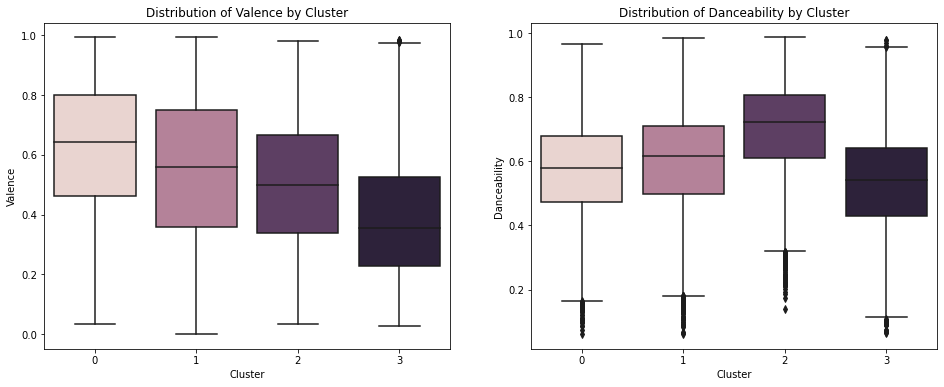 Distribution of Valence by Cluster
Valence
1.0
0.8
0.6
0.4
0.2
0.0
0 1 2 3
Cluster
Distribution of Danceability by Cluster
Danceability
1.0
0.8
0.6
0.4
0.2
0 1 2 3
Cluster